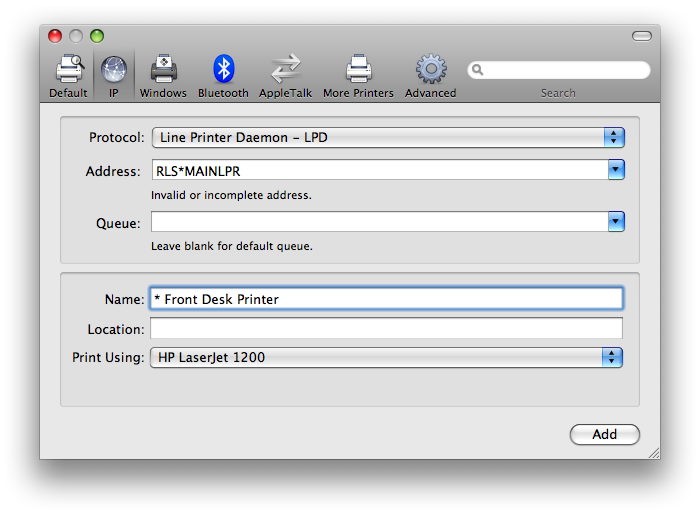 Default IP Windows Bluetooth AppleTalk More Printers Advanced Search
Protocol: Line Printer Daemon – LPD
Address: RLS*MAINLPR
Invalid or incomplete address.
Queue:
Leave blank for default queue.
Name: * Front Desk Printer
Location:
Print Using: HP LaserJet 1200
Add